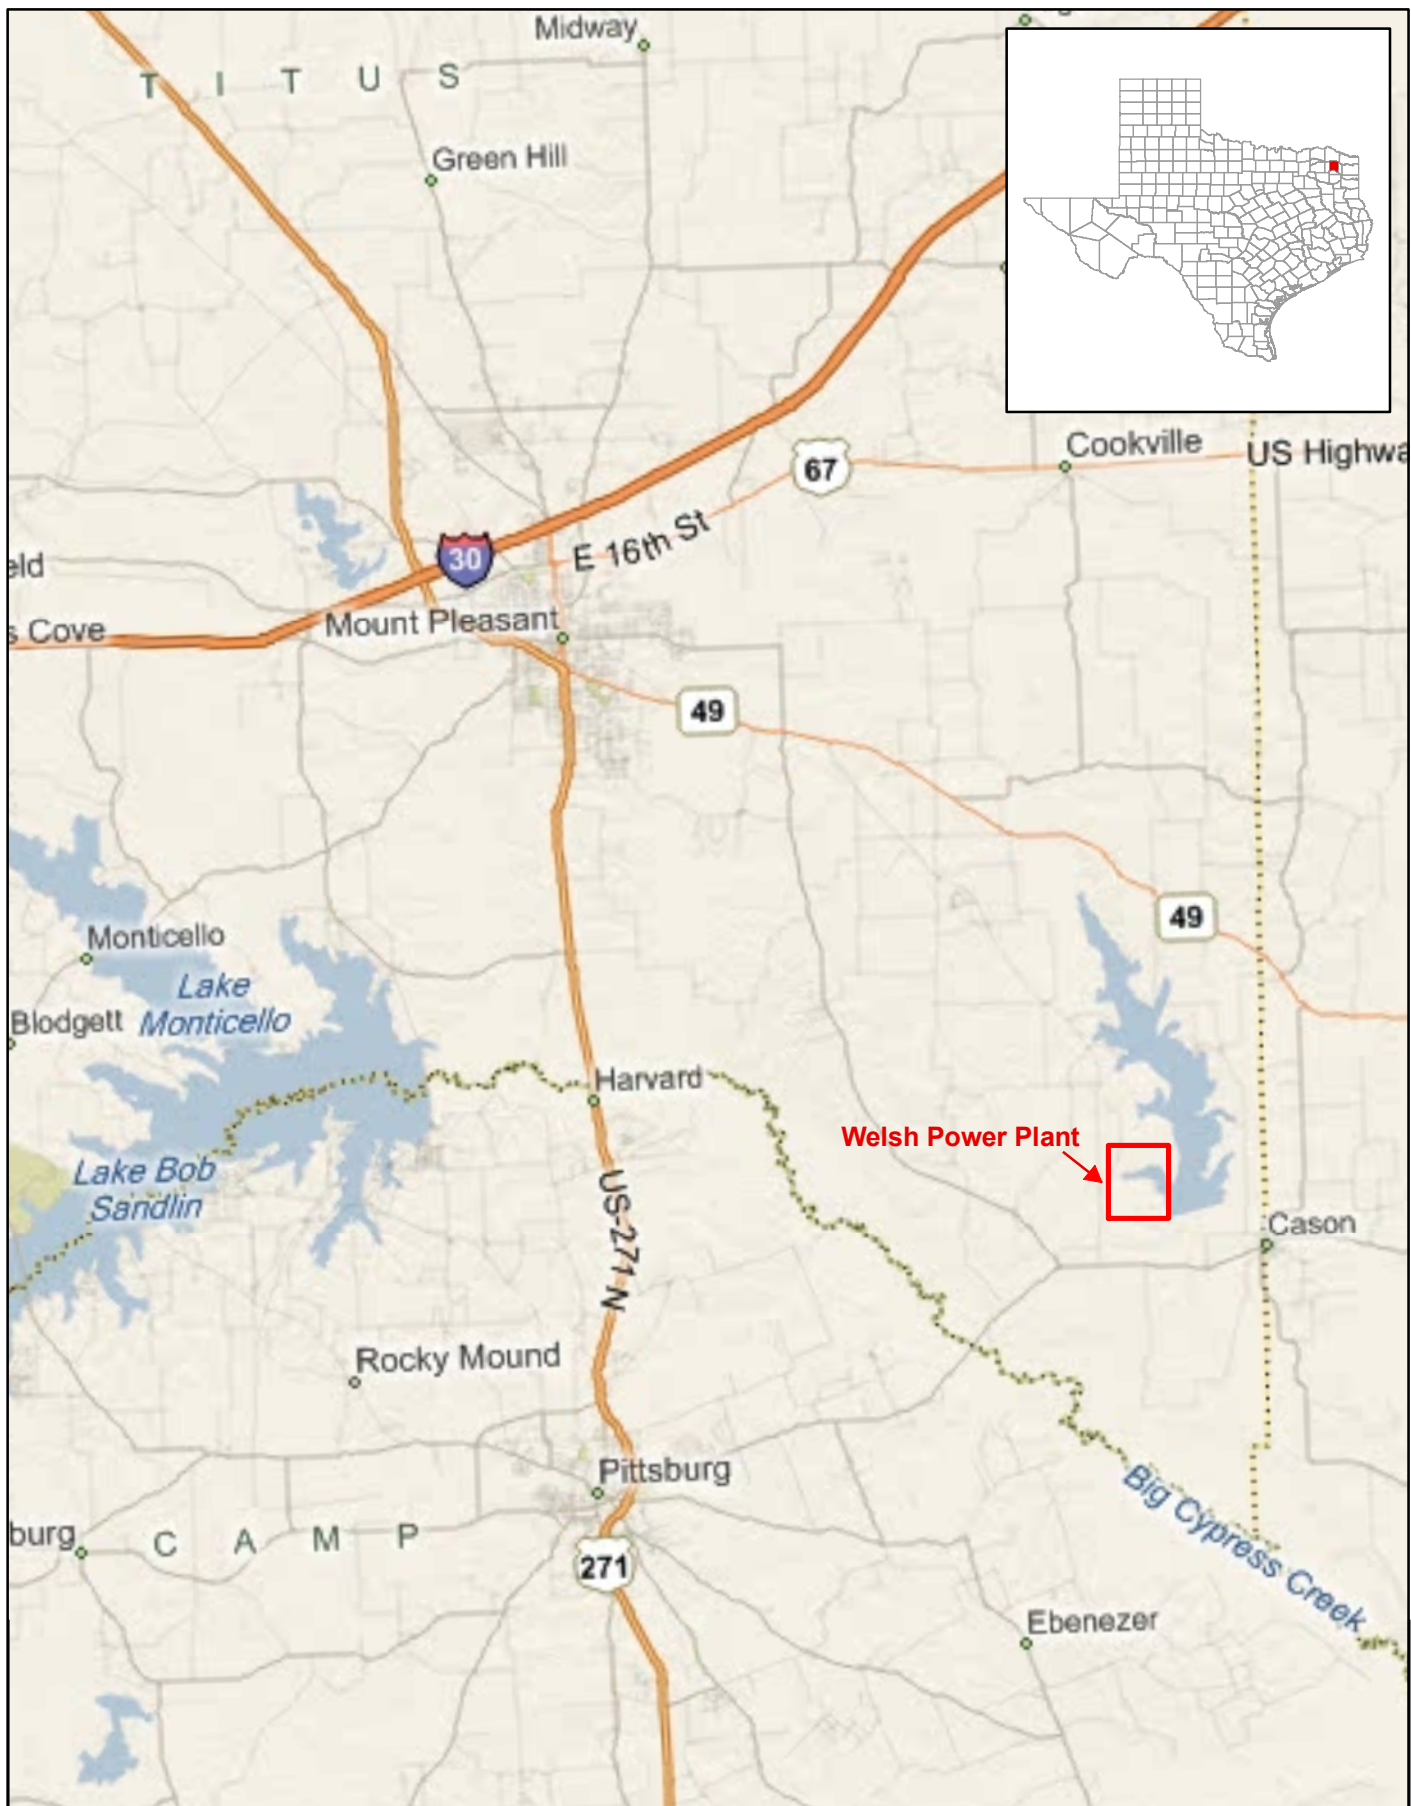 Midway
T I T U S
Green Hill
Cookville
US Highwa
67
E 16th St
30
eld
s Cove
Mount Pleasant
49
49
Monticello
Lake
Monticello
Blodgett
Harvard
Welsh Power Plant
Lake Bob
Sandlin
US-271 N
Cason
Rocky Mound
Pittsburg
Big Cypress Creek
burg
C A M P
271
Ebenezer